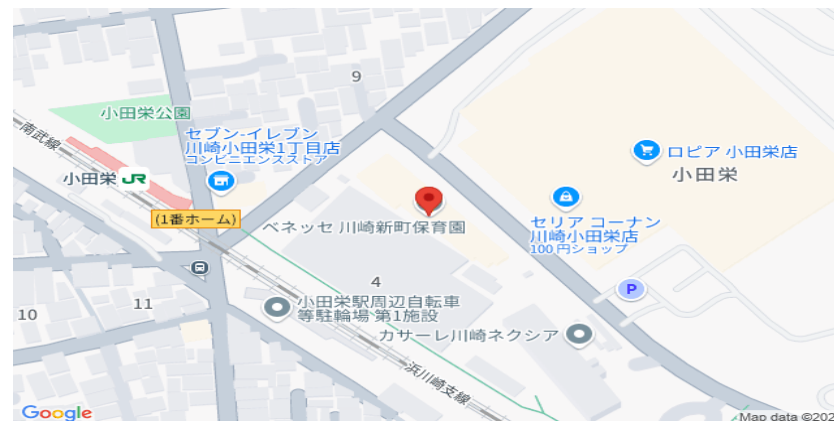 9
小田栄公園
南武線
セブン-イレブン
川崎小田栄1丁目店
コンビニエンスストア
小田栄 JR
(1番ホーム)
ロピア 小田栄店
小田栄
セリア コーナン
川崎小田栄店
100 円ショップ
ベネッセ 川崎新町保育園
4
P
10
11
小田栄駅周辺自転車
等駐輪場 第1施設
カサーレ川崎ネクシア
浜川崎支線
Google
Map data ©202